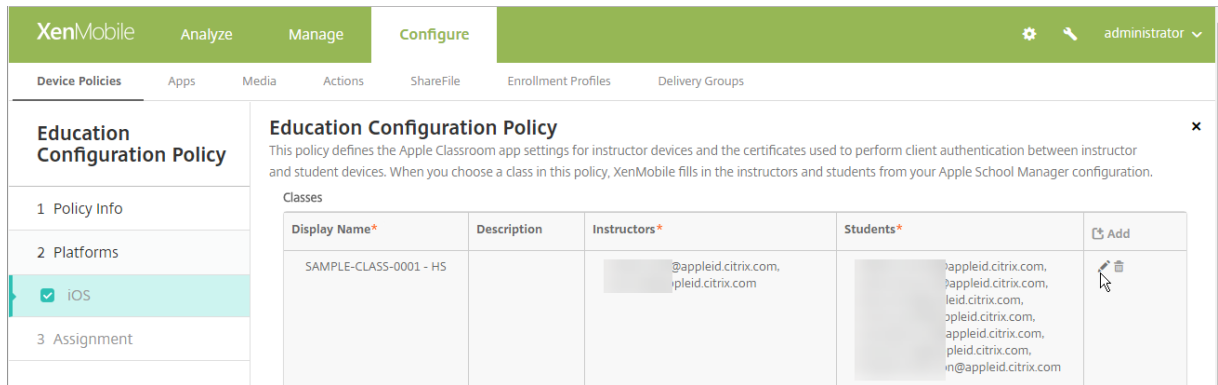 XenMobile Analyze Manage Configure administrator
Device Policies Apps Media Actions ShareFile Enrollment Profiles Delivery Groups
Education
Configuration Policy
1 Policy Info
2 Platforms
iOS
3 Assignment
Education Configuration Policy
This policy defines the Apple Classroom app settings for instructor devices and the certificates used to perform client authentication between instructor
and student devices. When you choose a class in this policy, XenMobile fills in the instructors and students from your Apple School Manager configuration.
Classes
Display Name* Description Instructors* Students* Add
SAMPLE-CLASS-0001 - HS
@appleid.citrix.com,
pleid.citrix.com
appleid.citrix.com,
@appleid.citrix.com,
leid.citrix.com,
ppleid.citrix.com,
appleid.citrix.com,
pleid.citrix.com,
n@appleid.citrix.com